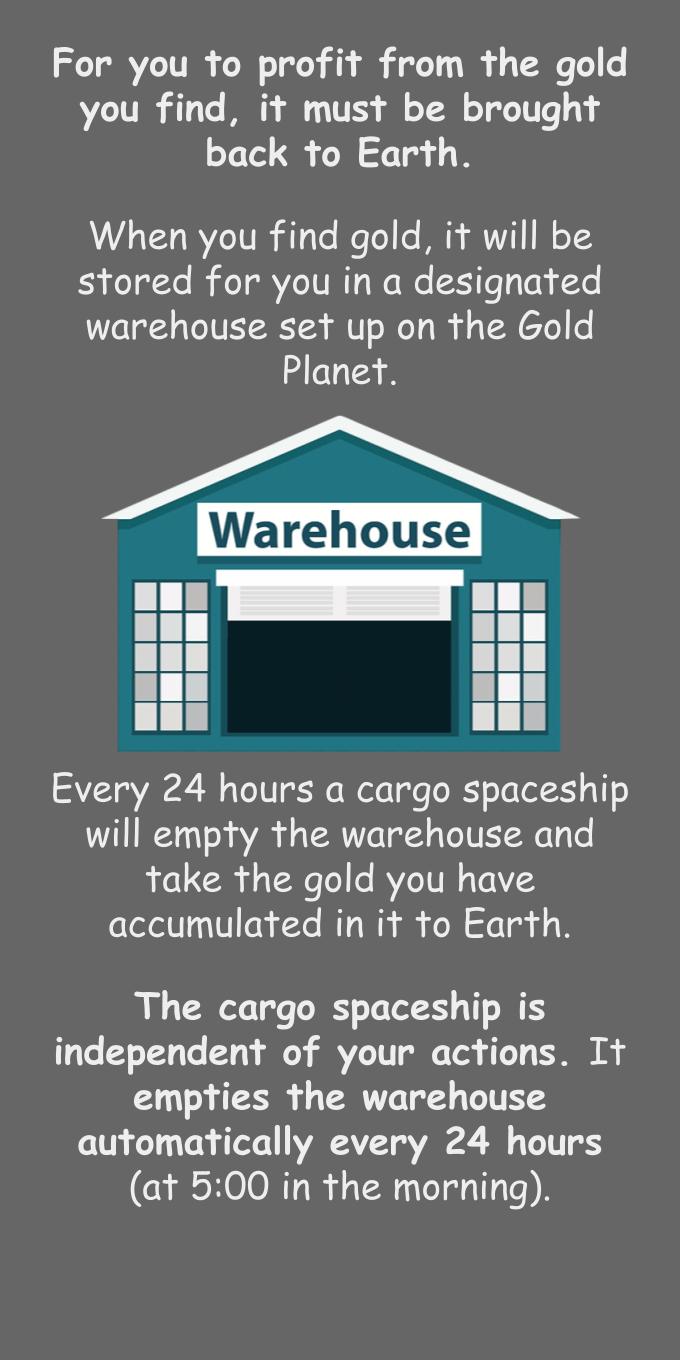 For you to profit from the gold
you find, it must be brought
back to Earth.
When you find gold, it will be
stored for you in a designated
warehouse set up on the Gold
Planet.
Warehouse
Every 24 hours a cargo spaceship
will empty the warehouse and
take the gold you have
accumulated in it to Earth.
The cargo spaceship is
independent of your actions. It
empties the warehouse
automatically every 24 hours
(at 5:00 in the morning).